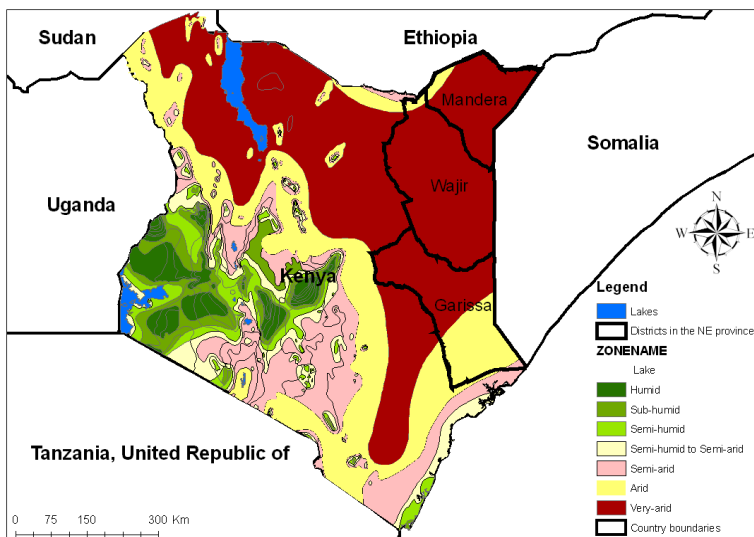 Sudan
Ethiopia
Mandera
Somalia
Wajir
Uganda
N
W E
S
Kenya
Garissa
Legend
Lakes
Districts in the NE province
ZONENAME
Lake
Humid
Sub-humid
Semi-humid
Semi-humid to Semi-arid
Semi-arid
Arid
Very-arid
Country boundaries
Tanzania, United Republic of
0 75 150 300 Km